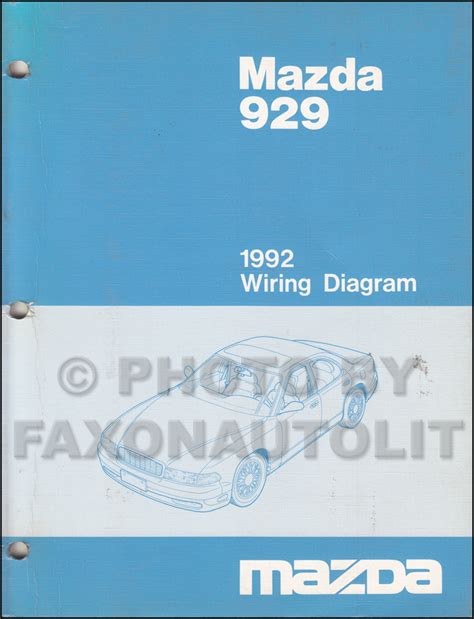 Mazda
929
1992
Wiring Diagram
© PHOTO BY
FAXONAUTOLIT
mazda